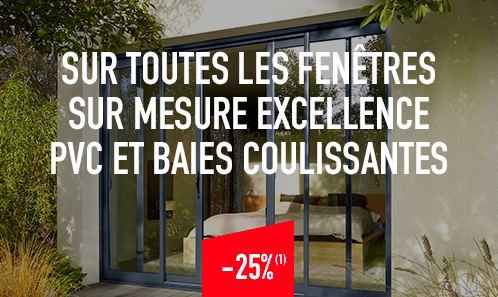 SUR TOUTES LES FENÊTRES
SUR MESURE EXCELLENCE
PVC ET BAIES COULISSANTES
-25%(1)